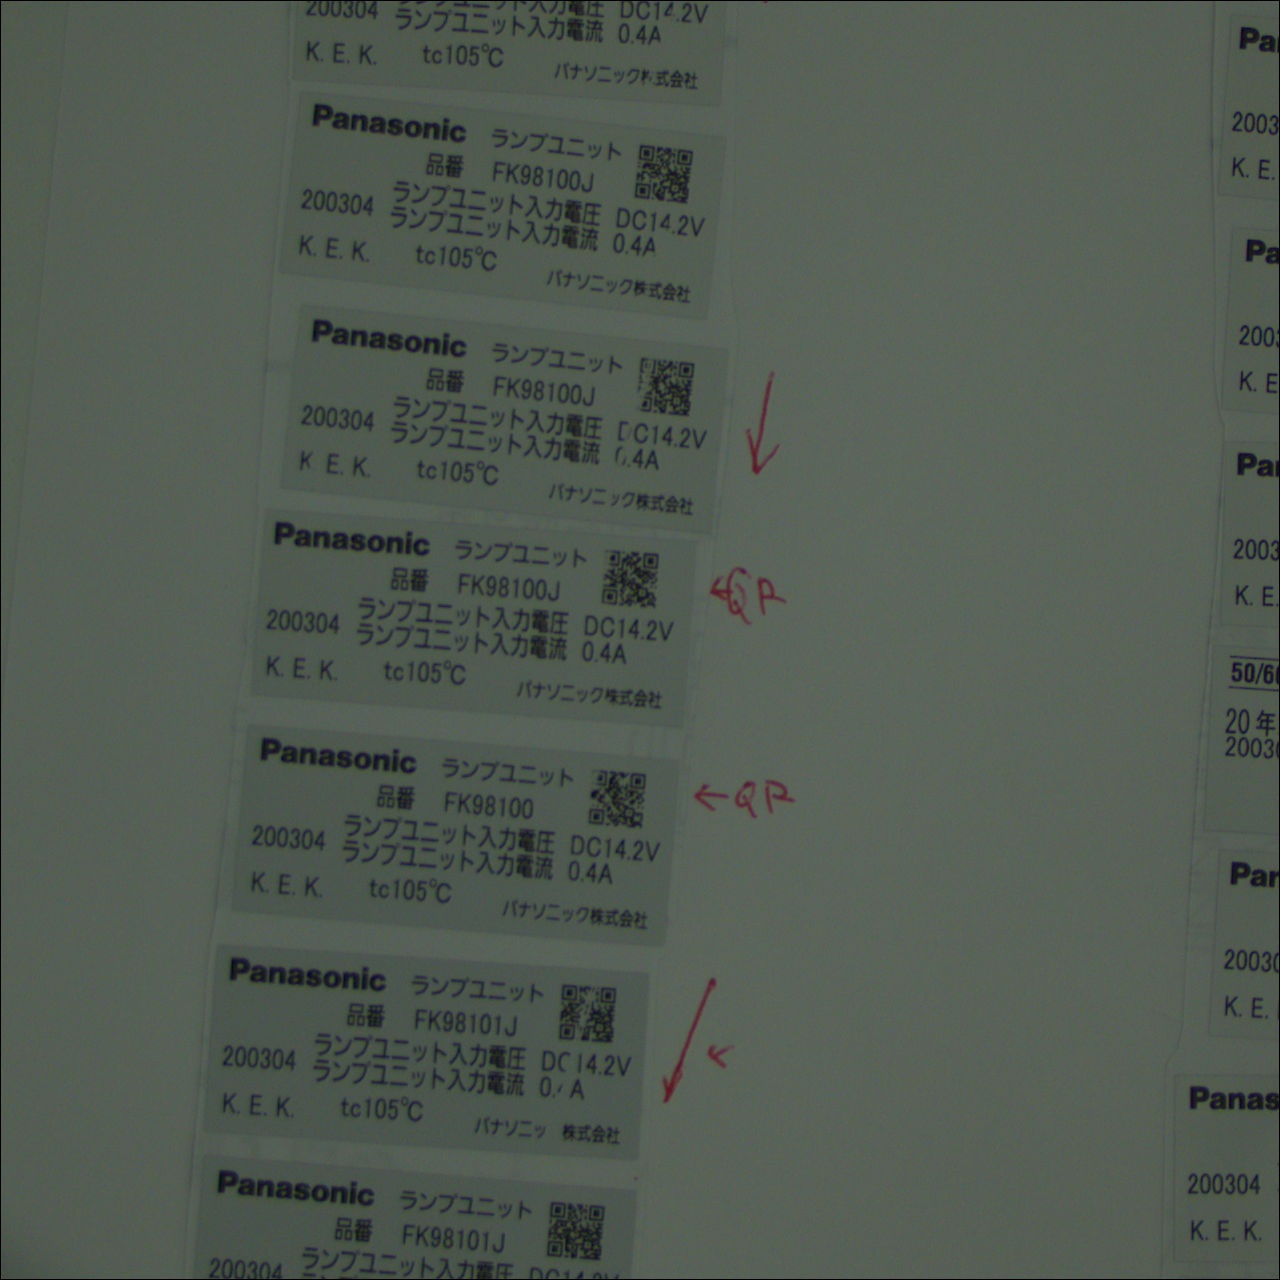 200304 ランプユニット入力電圧 DC14.2V
ランプユニット入力電流 0.4A
K. E. K. tc105℃ パナソニック株式会社
Panasonic ランプユニット
品番 FK98100J
200304 ランプユニット入力電圧 DC14.2V
ランプユニット入力電流 0.4A
K. E. K. tc105℃ パナソニック株式会社
Panasonic ランプユニット
品番 FK98100J
200304 ランプユニット入力電圧 DC14.2V
ランプユニット入力電流 0.4A
K E. K. tc105℃ パナソニック株式会社
Panasonic ランプユニット
品番 FK98100J
200304 ランプユニット入力電圧 DC14.2V
ランプユニット入力電流 0.4A
K. E. K. tc105℃ パナソニック株式会社
QR
Panasonic ランプユニット
品番 FK98100
200304 ランプユニット入力電圧 DC14.2V
ランプユニット入力電流 0.4A
K. E. K. tc105℃ パナソニック株式会社
QR
Panasonic ランプユニット
品番 FK98101J
200304 ランプユニット入力電圧 DC14.2V
ランプユニット入力電流 0. A
K. E. K. tc105℃ パナソニッ 株式会社
Panasonic ランプユニット
品番 FK98101J
200304 ランプユニット入力電圧 DC14.2V
Pa
2003
K. E.
Pa
200
K. E
Pa
2003
K. E.
50/6
20年
2003
Pan
2003
K. E.
Panas
200304
K. E. K.